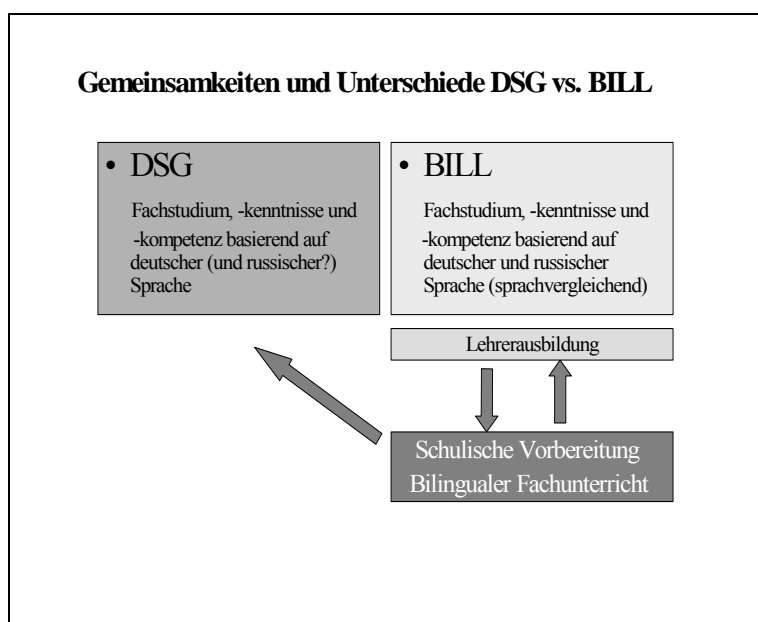 Gemeinsamkeiten und Unterschiede DSG vs. BILL
• DSG
Fachstudium, -kenntnisse und
-kompetenz basierend auf
deutscher (und russischer?)
Sprache
• BILL
Fachstudium, -kenntnisse und
-kompetenz basierend auf
deutscher und russischer
Sprache (sprachvergleichend)
Lehrerausbildung
Schulische Vorbereitung
Bilingualer Fachunterricht